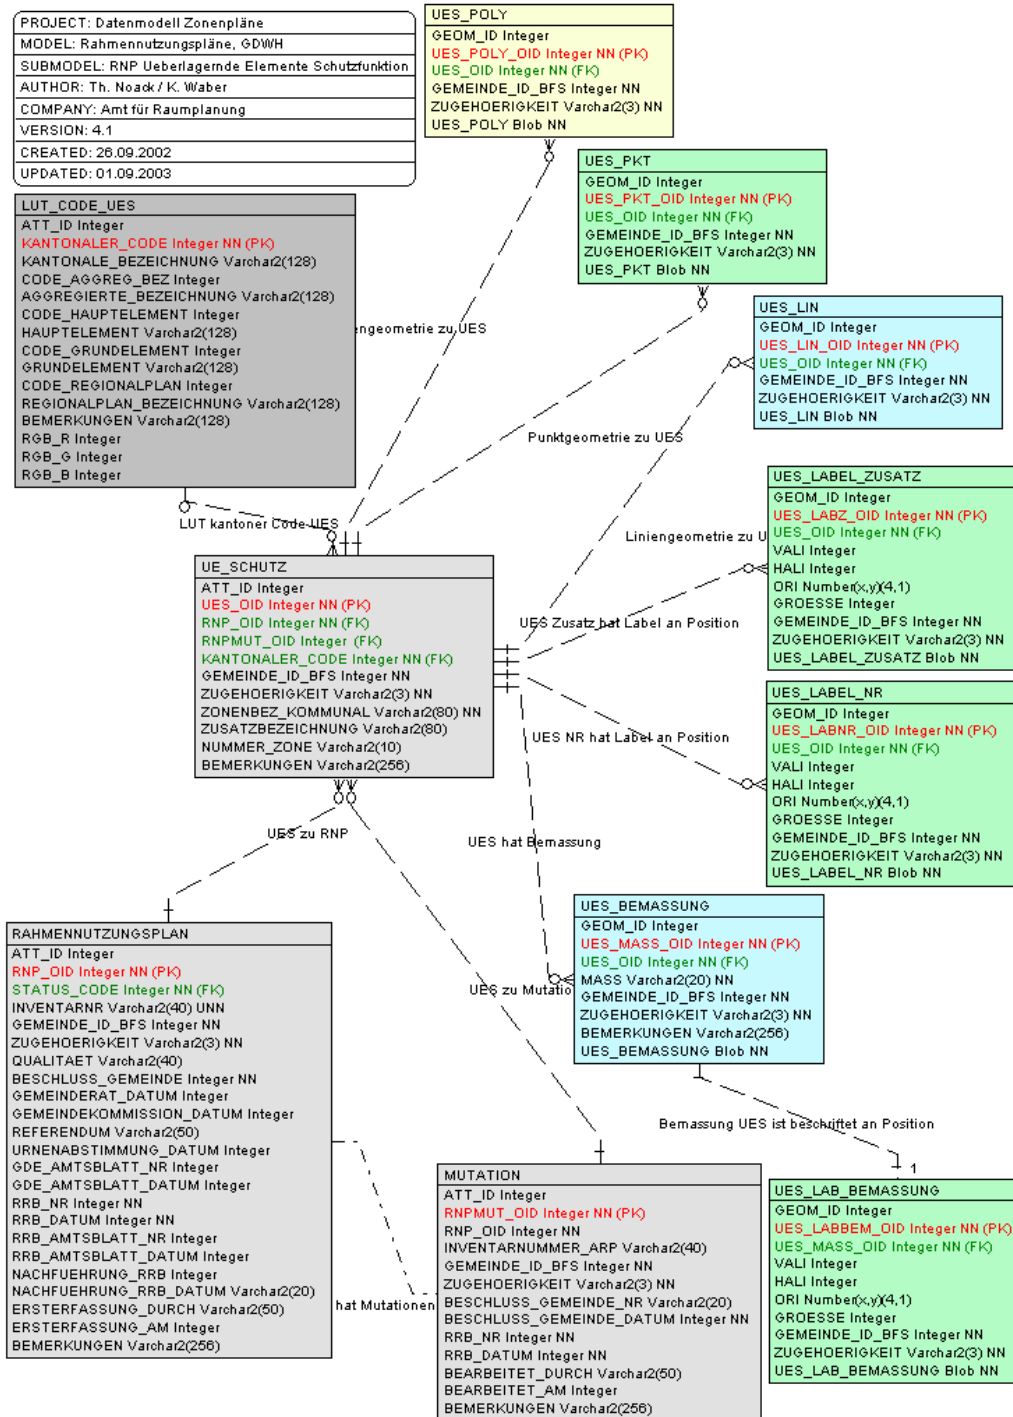 PROJECT: Datenmodell Zonenpläne
MODEL: Rahmennutzungspläne, GDWH
SUBMODEL: RNP Ueberlagernde Elemente Schutzfunktion
AUTHOR: Th. Noack / K. Waber
COMPANY: Amt für Raumplanung
VERSION: 4.1
CREATED: 26.09.2002
UPDATED: 01.09.2003
UES_POLY
GEOM_ID Integer
UES_POLY_OID Integer NN (PK)
UES_OID Integer NN (FK)
GEMEINDE_ID_BFS Integer NN
ZUGEHOERIGKEIT Varchar2(3) NN
UES_POLY Blob NN
UES_PKT
GEOM_ID Integer
UES_PKT_OID Integer NN (PK)
UES_OID Integer NN (FK)
GEMEINDE_ID_BFS Integer NN
ZUGEHOERIGKEIT Varchar2(3) NN
UES_PKT Blob NN
LUT_CODE_UES
ATT_ID Integer
KANTONALER_CODE Integer NN (PK)
KANTONALE_BEZEICHNUNG Varchar2(128)
CODE_AGGREG_BEZ Integer
AGGREGIERTE_BEZEICHNUNG Varchar2(128)
CODE_HAUPTELEMENT Integer
HAUPTELEMENT Varchar2(128)
CODE_GRUNDELEMENT Integer
GRUNDELEMENT Varchar2(128)
CODE_REGIONALPLAN Integer
REGIONALPLAN_BEZEICHNUNG Varchar2(128)
BEMERKUNGEN Varchar2(128)
RGB_R Integer
RGB_G Integer
RGB_B Integer
engeometrie zu UES
UES_LIN
GEOM_ID Integer
UES_LIN_OID Integer NN (PK)
UES_OID Integer NN (FK)
GEMEINDE_ID_BFS Integer NN
ZUGEHOERIGKEIT Varchar2(3) NN
UES_LIN Blob NN
Punktgeometrie zu UES
LUT kantoner Code-UES
Liniengeometrie zu U
UES_LABEL_ZUSATZ
GEOM_ID Integer
UES_LABZ_OID Integer NN (PK)
UES_OID Integer NN (FK)
VALI Integer
HALI Integer
ORI Number(x,y)(4,1)
GROESSE Integer
GEMEINDE_ID_BFS Integer NN
ZUGEHOERIGKEIT Varchar2(3) NN
UES_LABEL_ZUSATZ Blob NN
UE_SCHUTZ
ATT_ID Integer
UES_OID Integer NN (PK)
RNP_OID Integer NN (FK)
RNPMUT_OID Integer (FK)
KANTONALER_CODE Integer NN (FK)
GEMEINDE_ID_BFS Integer NN
ZUGEHOERIGKEIT Varchar2(3) NN
ZONENBEZ_KOMMUNAL Varchar2(80) NN
ZUSATZBEZEICHNUNG Varchar2(80)
NUMMER_ZONE Varchar2(10)
BEMERKUNGEN Varchar2(256)
UES Zusatz hat Label an Position
UES NR hat Label an Position
UES_LABEL_NR
GEOM_ID Integer
UES_LABNR_OID Integer NN (PK)
UES_OID Integer NN (FK)
VALI Integer
HALI Integer
ORI Number(x,y)(4,1)
GROESSE Integer
GEMEINDE_ID_BFS Integer NN
ZUGEHOERIGKEIT Varchar2(3) NN
UES_LABEL_NR Blob NN
UES zu RNP
UES hat Bemassung
UES_BEMASSUNG
GEOM_ID Integer
UES_MASS_OID Integer NN (PK)
UES_OID Integer NN (FK)
MASS Varchar2(20) NN
GEMEINDE_ID_BFS Integer NN
ZUGEHOERIGKEIT Varchar2(3) NN
BEMERKUNGEN Varchar2(256)
UES_BEMASSUNG Blob NN
UES zu Mutatio
RAHMENNUTZUNGSPLAN
ATT_ID Integer
RNP_OID Integer NN (PK)
STATUS_CODE Integer NN (FK)
INVENTARNR Varchar2(40) UNN
GEMEINDE_ID_BFS Integer NN
ZUGEHOERIGKEIT Varchar2(3) NN
QUALITAET Varchar2(40)
BESCHLUSS_GEMEINDE Integer NN
GEMEINDERAT_DATUM Integer
GEMEINDEKOMMISSION_DATUM Integer
REFERENDUM Varchar2(50)
URNENABSTIMMUNG_DATUM Integer
GDE_AMTSBLATT_NR Integer
GDE_AMTSBLATT_DATUM Integer
RRB_NR Integer NN
RRB_DATUM Integer NN
RRB_AMTSBLATT_NR Integer
RRB_AMTSBLATT_DATUM Integer
NACHFUEHRUNG_RRB Integer
NACHFUEHRUNG_RRB_DATUM Varchar2(20)
ERSTERFASSUNG_DURCH Varchar2(50)
ERSTERFASSUNG_AM Integer
BEMERKUNGEN Varchar2(256)
hat Mutationen
Bemassung UES ist beschriftet an Position
1
MUTATION
ATT_ID Integer
RNPMUT_OID Integer NN (PK)
RNP_OID Integer NN
INVENTARNUMMER_ARP Varchar2(40)
GEMEINDE_ID_BFS Integer NN
ZUGEHOERIGKEIT Varchar2(3) NN
BESCHLUSS_GEMEINDE_NR Varchar2(20)
BESCHLUSS_GEMEINDE_DATUM Integer NN
RRB_NR Integer NN
RRB_DATUM Integer NN
BEARBEITET_DURCH Varchar2(50)
BEARBEITET_AM Integer
BEMERKUNGEN Varchar2(256)
UES_LAB_BEMASSUNG
GEOM_ID Integer
UES_LABBEM_OID Integer NN (PK)
UES_MASS_OID Integer NN (FK)
VALI Integer
HALI Integer
ORI Number(x,y)(4,1)
GROESSE Integer
GEMEINDE_ID_BFS Integer NN
ZUGEHOERIGKEIT Varchar2(3) NN
UES_LAB_BEMASSUNG Blob NN